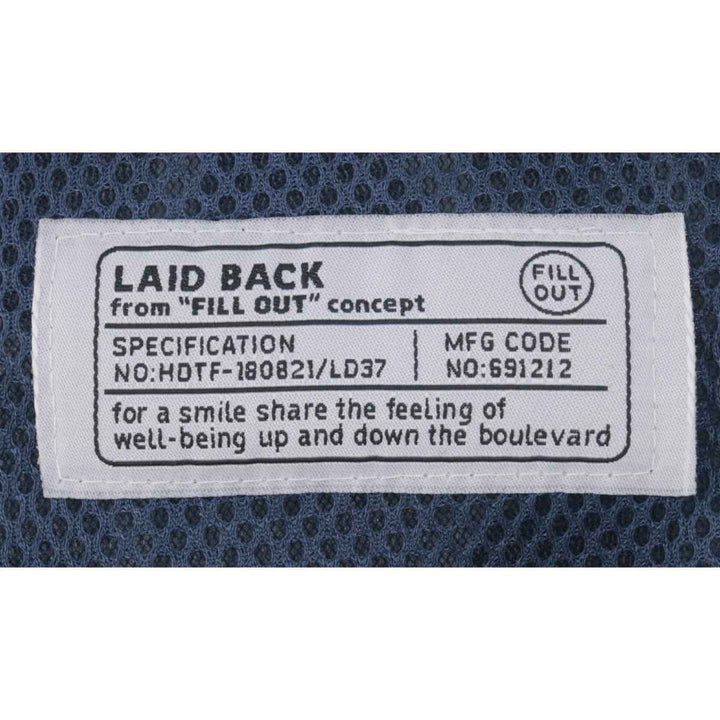 LAID BACK
from "FILL OUT" concept
FILL
OUT
SPECIFICATION
NO:HDTF-180821/LD37
MFG CODE
NO:691212
for a smile share the feeling of
well-being up and down the boulevard